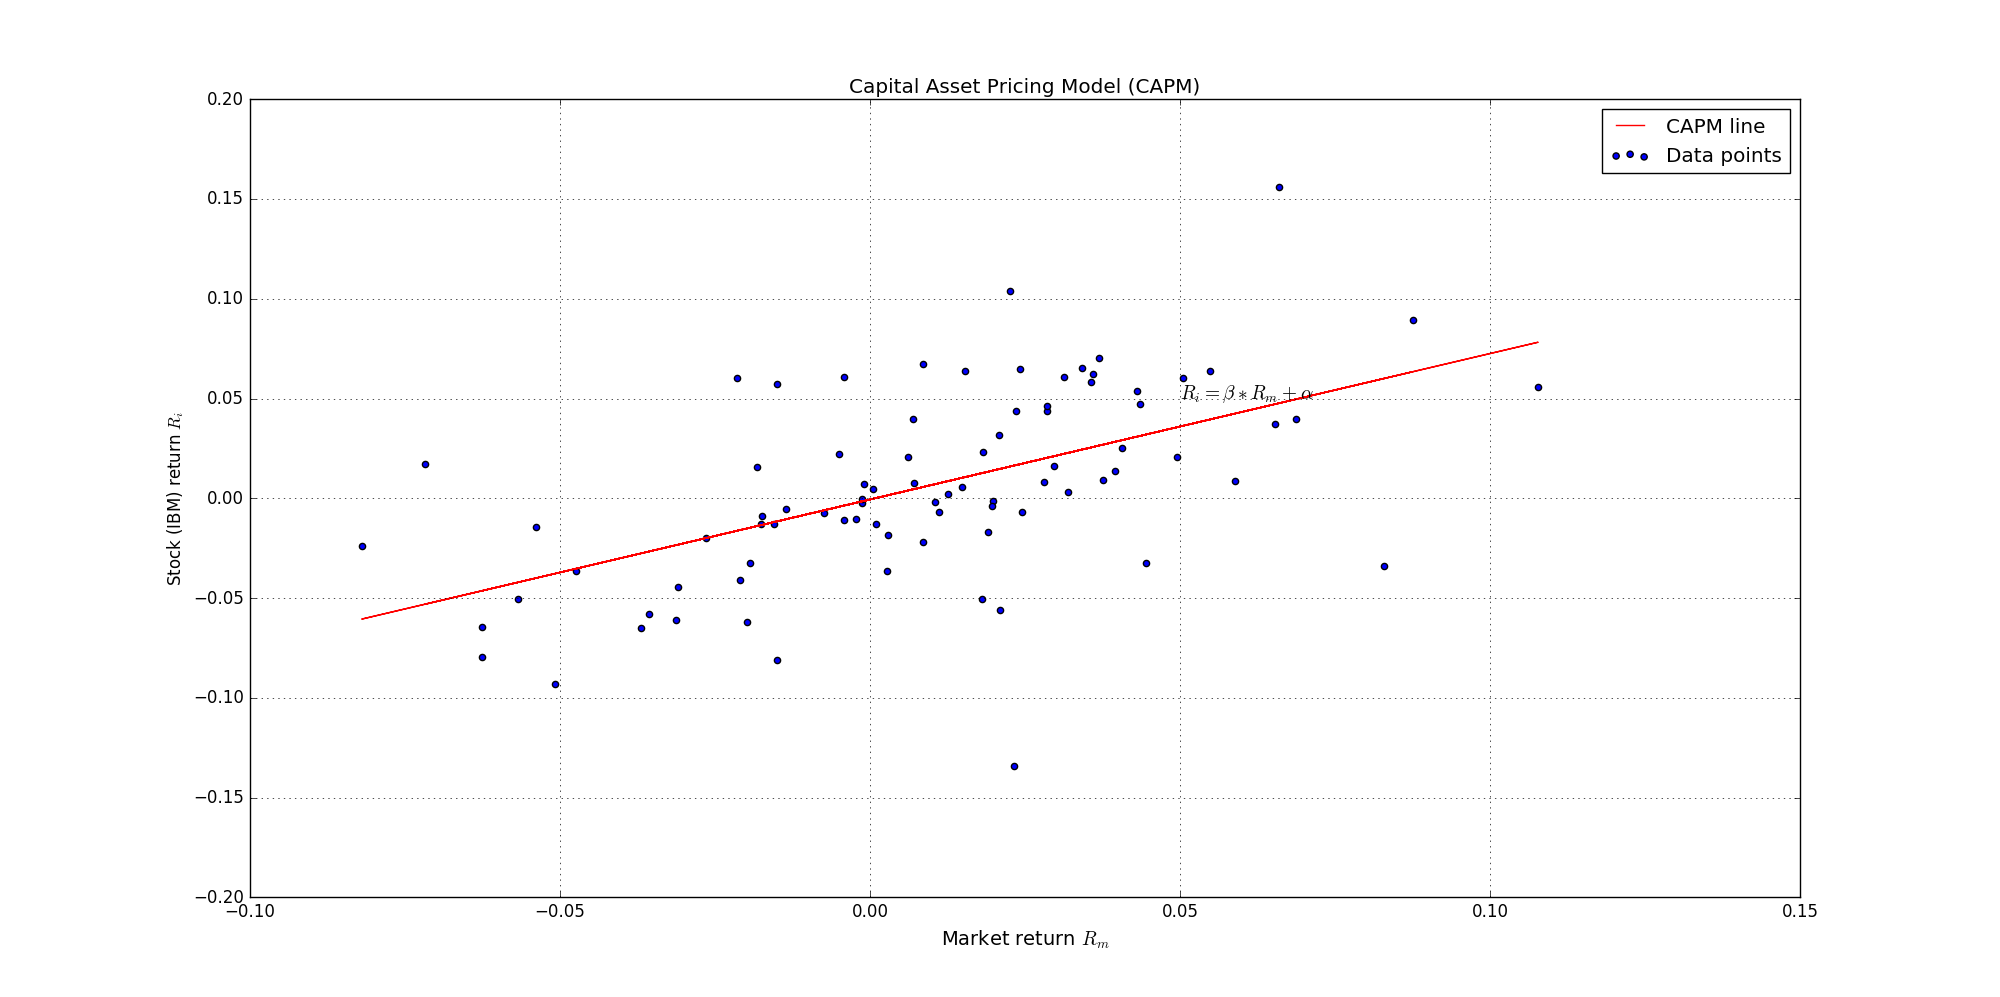 Capital Asset Pricing Model (CAPM)
CAPM line
Data points
0.20
0.15
0.10
0.05
0.00
−0.05
−0.10
−0.15
−0.20
Stock (IBM) return R_i
R_i = β * R_m + α
−0.10 −0.05 0.00 0.05 0.10 0.15
Market return R_m